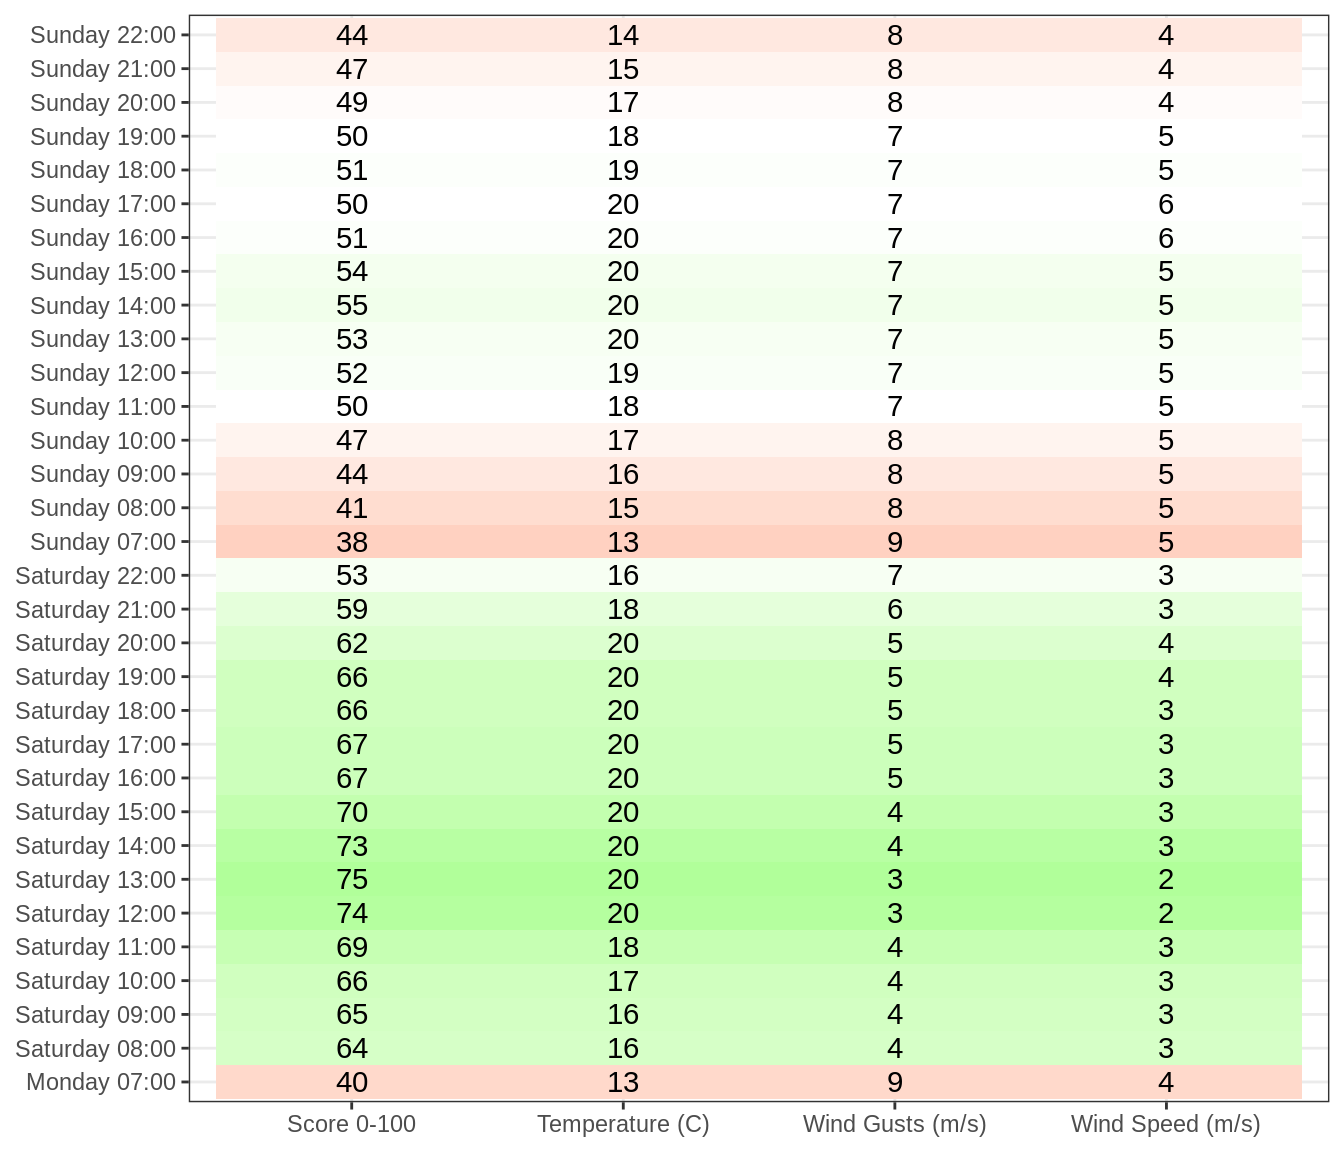 Sunday 22:00 44 14 8 4
Sunday 21:00 47 15 8 4
Sunday 20:00 49 17 8 4
Sunday 19:00 50 18 7 5
Sunday 18:00 51 19 7 5
Sunday 17:00 50 20 7 6
Sunday 16:00 51 20 7 6
Sunday 15:00 54 20 7 5
Sunday 14:00 55 20 7 5
Sunday 13:00 53 20 7 5
Sunday 12:00 52 19 7 5
Sunday 11:00 50 18 7 5
Sunday 10:00 47 17 8 5
Sunday 09:00 44 16 8 5
Sunday 08:00 41 15 8 5
Sunday 07:00 38 13 9 5
Saturday 22:00 53 16 7 3
Saturday 21:00 59 18 6 3
Saturday 20:00 62 20 5 4
Saturday 19:00 66 20 5 4
Saturday 18:00 66 20 5 3
Saturday 17:00 67 20 5 3
Saturday 16:00 67 20 5 3
Saturday 15:00 70 20 4 3
Saturday 14:00 73 20 4 3
Saturday 13:00 75 20 3 2
Saturday 12:00 74 20 3 2
Saturday 11:00 69 18 4 3
Saturday 10:00 66 17 4 3
Saturday 09:00 65 16 4 3
Saturday 08:00 64 16 4 3
Monday 07:00 40 13 9 4
Score 0-100 Temperature (C) Wind Gusts (m/s) Wind Speed (m/s)